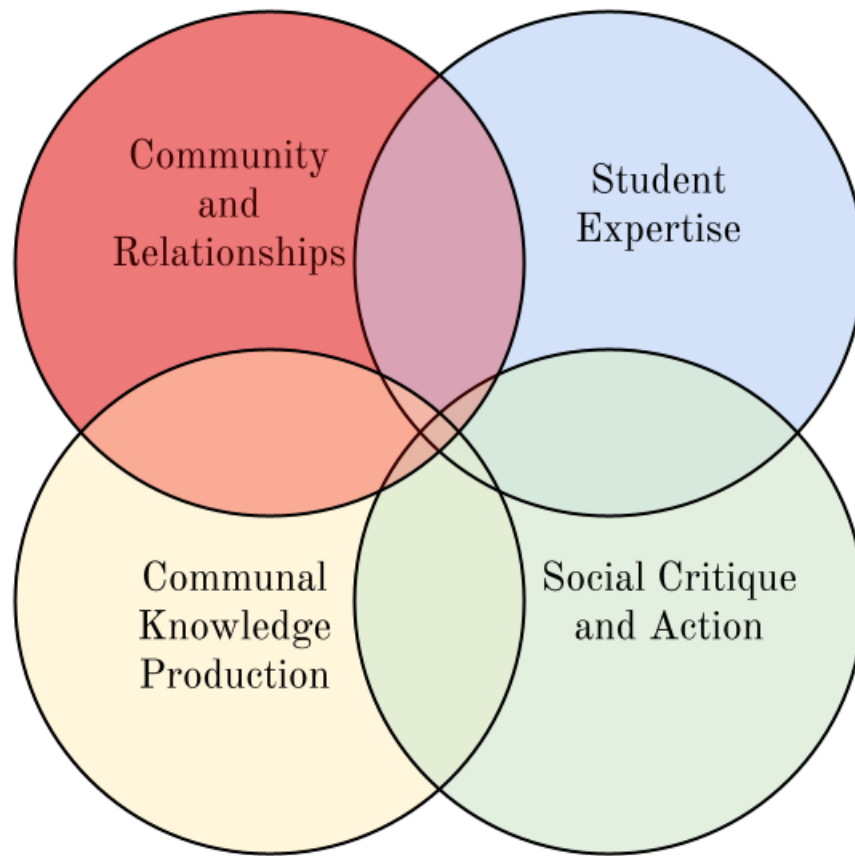 Community
and
Relationships
Student
Expertise
Communal
Knowledge
Production
Social Critique
and Action